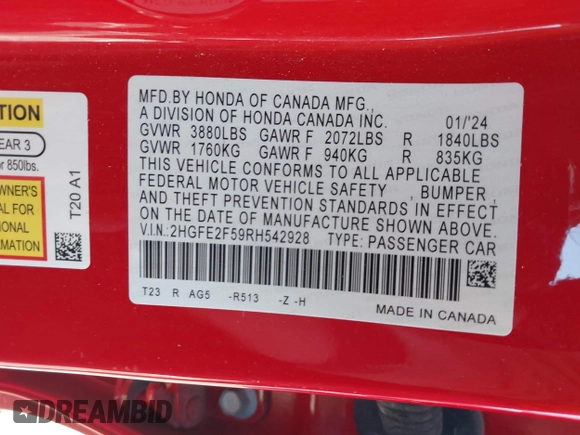 MFD.BY HONDA OF CANADA MFG.,
A DIVISION OF HONDA CANADA INC. 01/'24
GVWR 3880LBS GAWR F 2072LBS R 1840LBS
GVWR 1760KG GAWR F 940KG R 835KG
THIS VEHICLE CONFORMS TO ALL APPLICABLE
FEDERAL MOTOR VEHICLE SAFETY , BUMPER ,
AND THEFT PREVENTION STANDARDS IN EFFECT
ON THE DATE OF MANUFACTURE SHOWN ABOVE.
V.I.N.:2HGFE2F59RH542928 TYPE: PASSENGER CAR
T23 R AG5 -R513 -Z -H
MADE IN CANADA
TION
EAR 3
or 850lbs.
WNER'S
AL FOR
IONAL
MATION
T20 A1
DREAMBID